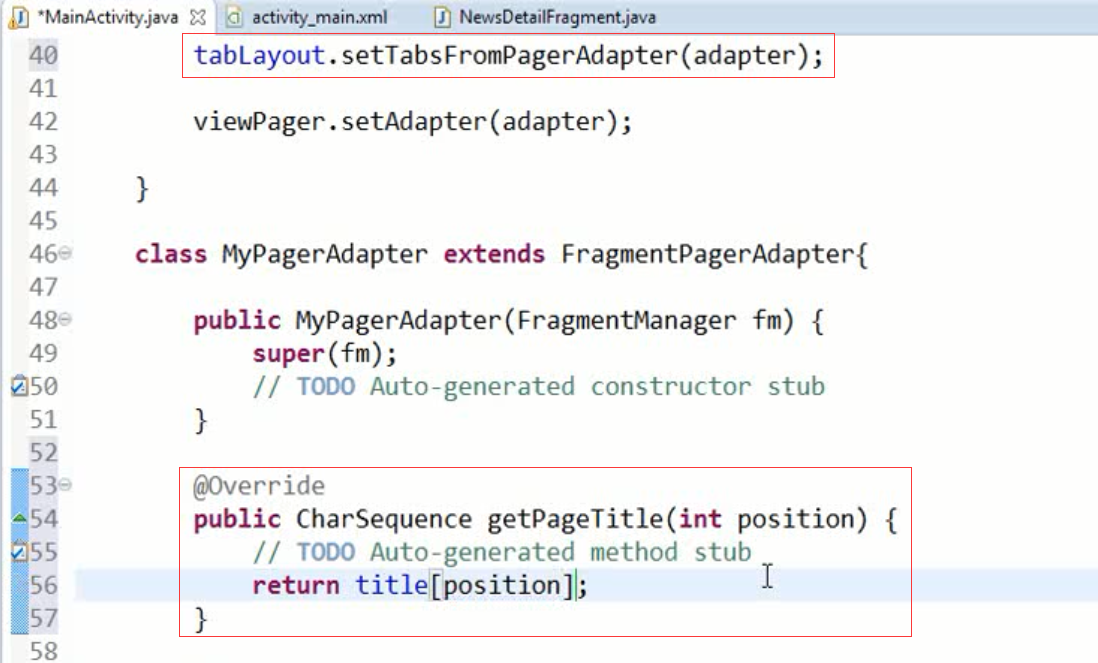 *MainActivity.java activity_main.xml NewsDetailFragment.java
40 tabLayout.setTabsFromPagerAdapter(adapter);
41
42 viewPager.setAdapter(adapter);
43
44 }
45
46 class MyPagerAdapter extends FragmentPagerAdapter{
47
48 public MyPagerAdapter(FragmentManager fm) {
49 super(fm);
50 // TODO Auto-generated constructor stub
51 }
52
53 @Override
54 public CharSequence getPageTitle(int position) {
55 // TODO Auto-generated method stub
56 return title[position];
57 }
58